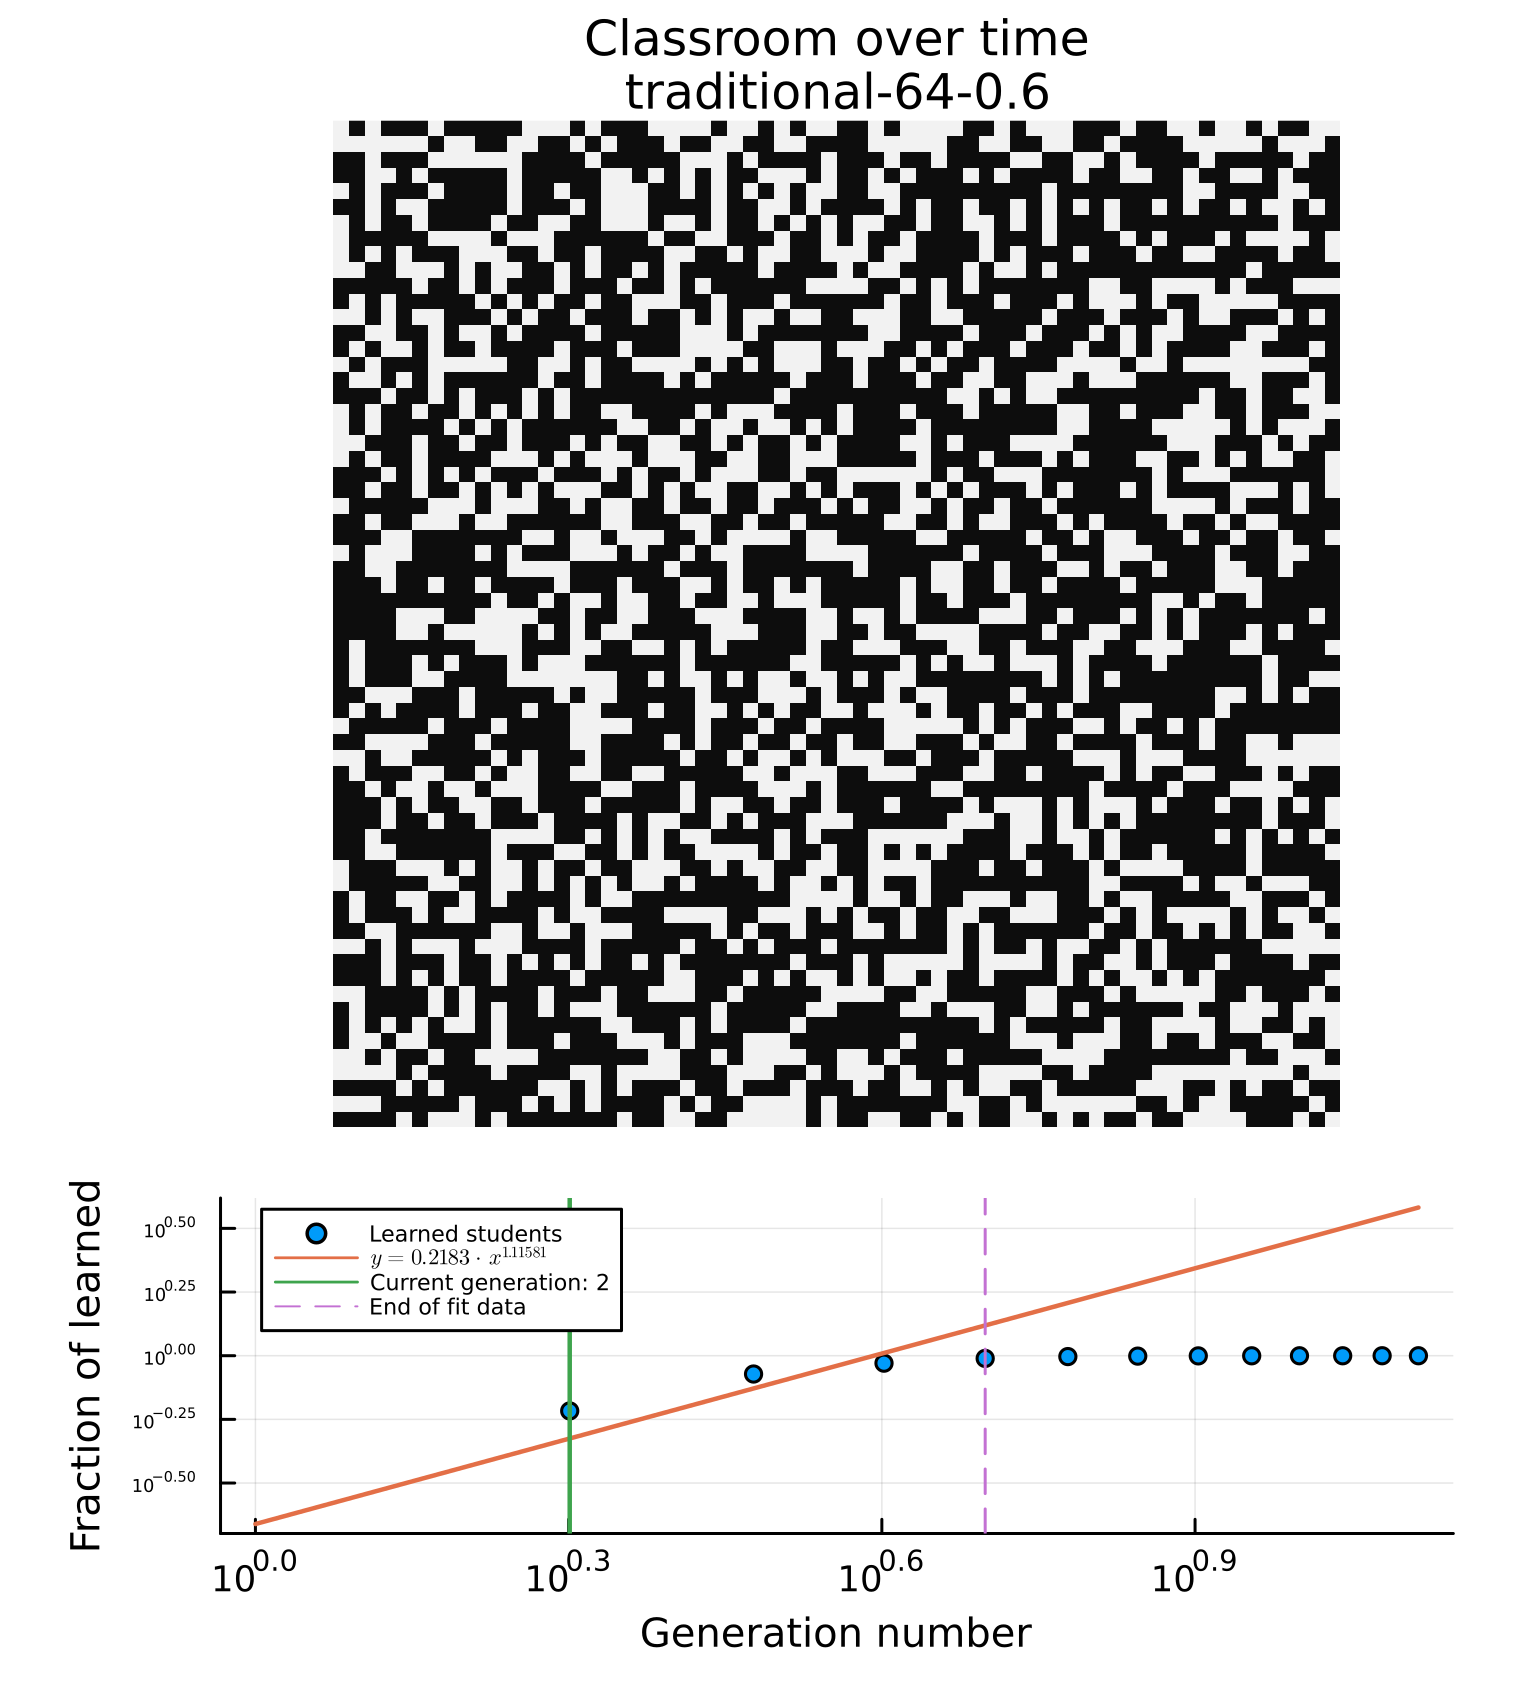 Classroom over time
traditional-64-0.6
Fraction of learned
10^0.50
10^0.25
10^0.00
10^−0.25
10^−0.50
Learned students
y = 0.2183 · x^1.11581
Current generation: 2
End of fit data
10^0.0 10^0.3 10^0.6 10^0.9
Generation number